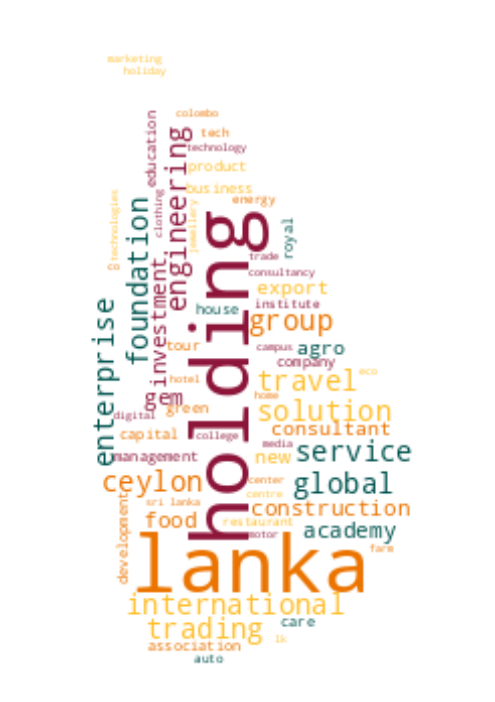 marketing
holiday
colombo
education
tech
engineering
technology
product
business
clothing
jewellery
technologies
foundation
energy
holding
royal
trade
consultancy
investment
export
institute
house
enterprise
group
tour
campus
agro
company
hotel
travel
eco
gem
home
green
digital
solution
capital
college
consultant
media
management
new
service
ceylon
center
global
centre
sri lanka
development
construction
food
restaurant
academy
motor
lanka
farm
international
care
trading
lk
association
auto